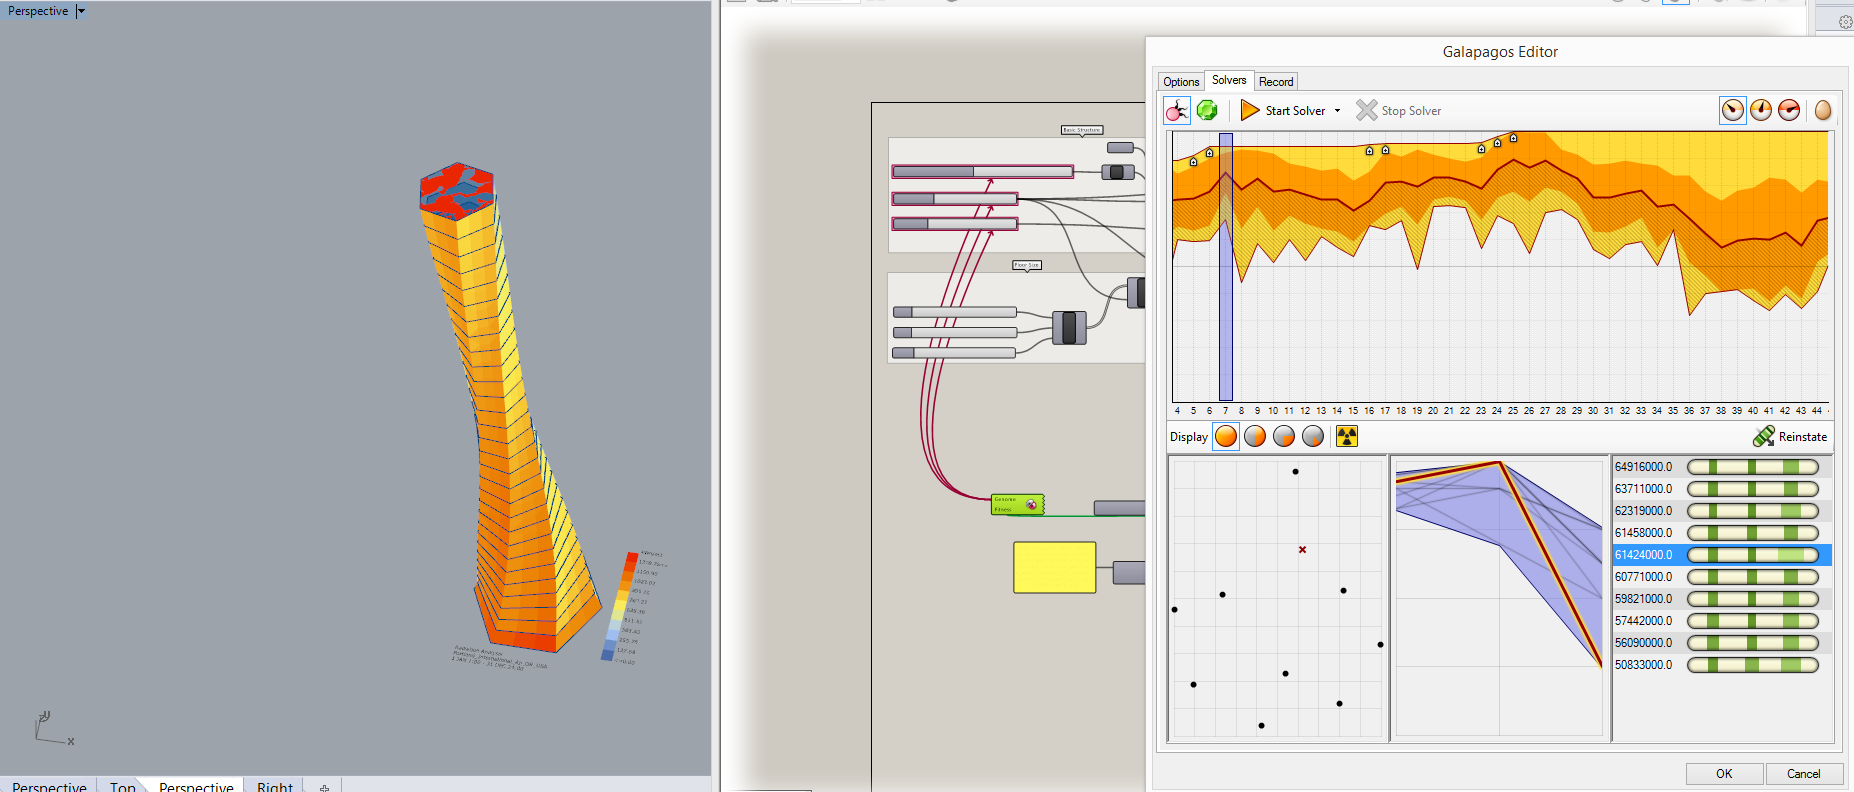 Perspective
Galapagos Editor
Options
Solvers
Record
Start Solver
Stop Solver
Basic Structure
Floor Size
Genome
Fitness
4 5 6 7 8 9 10 11 12 13 14 15 16 17 18 19 20 21 22 23 24 25 26 27 28 29 30 31 32 33 34 35 36 37 38 39 40 41 42 43 44
Display
Reinstate
64916000.0
63711000.0
62319000.0
61458000.0
61424000.0
60771000.0
59821000.0
57442000.0
56090000.0
50833000.0
Radiation Analysis
x
OK
Cancel
Perspective
Top
Perspective
Right